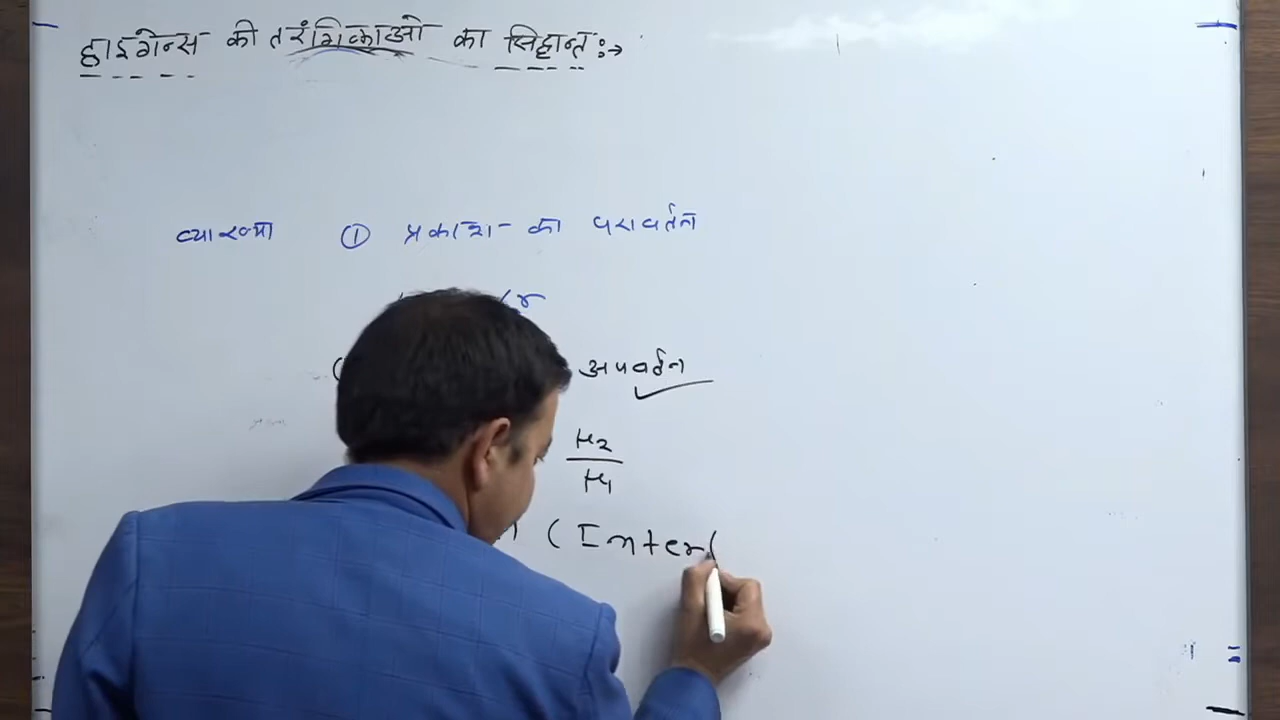 हाइगेन्स की तरंगिकाओ का सिद्दान्त :→
व्याख्या ① प्रकाश का परावर्तन
r
अपवर्तन
μ2
μ1
( Inter